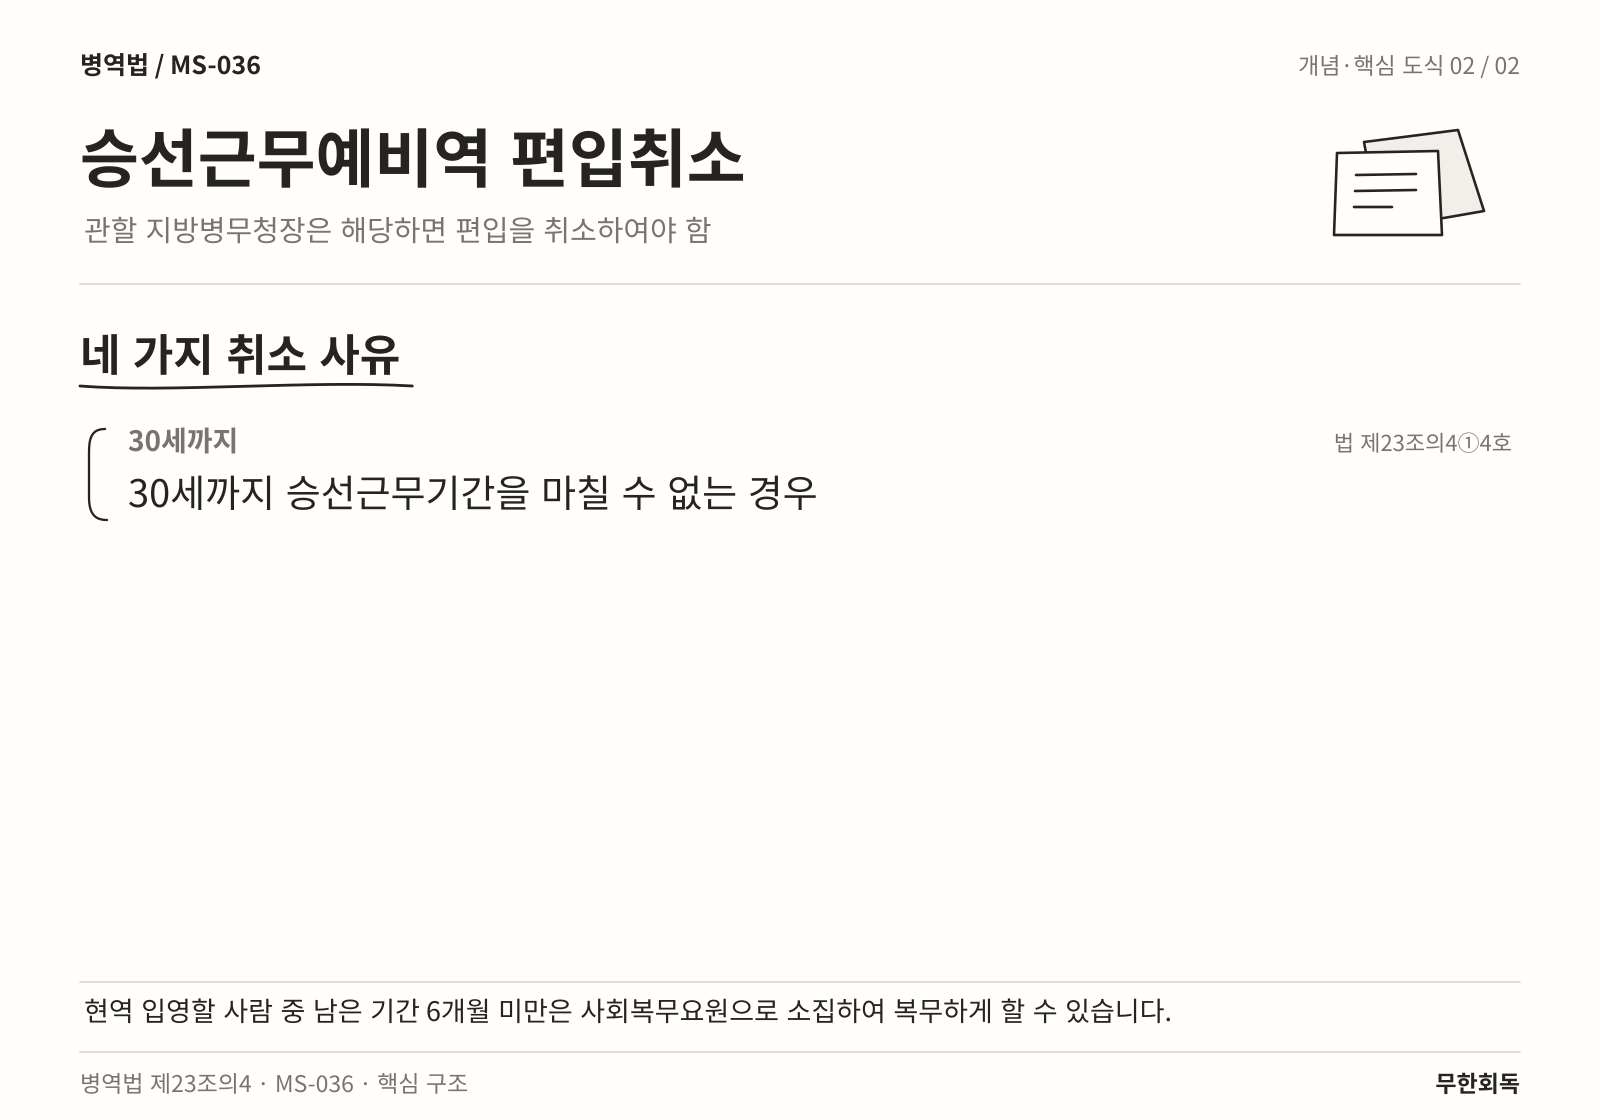 병역법 / MS-036
개념·핵심 도식 02 / 02
승선근무예비역 편입취소
관할 지방병무청장은 해당하면 편입을 취소하여야 함
네 가지 취소 사유
30세까지
법 제23조의4①4호
30세까지 승선근무기간을 마칠 수 없는 경우
현역 입영할 사람 중 남은 기간 6개월 미만은 사회복무요원으로 소집하여 복무하게 할 수 있습니다.
병역법 제23조의4 · MS-036 · 핵심 구조
무한회독